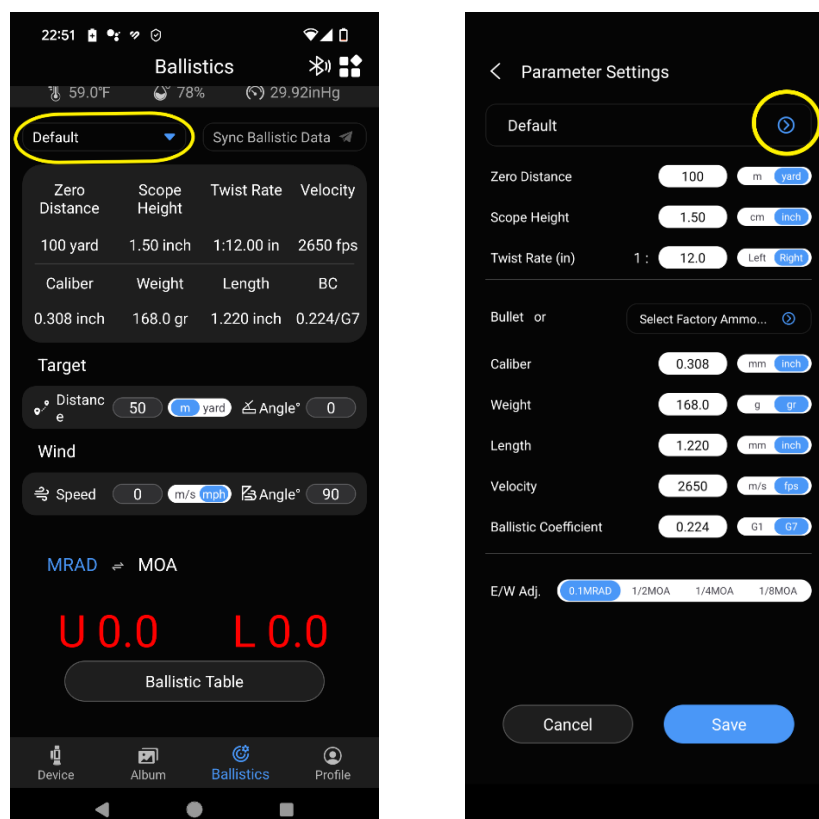 22:51
Ballistics
59.0°F 78% 29.92inHg
Default Sync Ballistic Data
Zero Distance Scope Height Twist Rate Velocity
100 yard 1.50 inch 1:12.00 in 2650 fps
Caliber Weight Length BC
0.308 inch 168.0 gr 1.220 inch 0.224/G7
Target
Distance 50 m yard Angle° 0
Wind
Speed 0 m/s mph Angle° 90
MRAD ⇌ MOA
U 0.0 L 0.0
Ballistic Table
Device Album Ballistics Profile
Parameter Settings
Default
Zero Distance 100 m yard
Scope Height 1.50 cm inch
Twist Rate (in) 1 : 12.0 Left Right
Bullet or Select Factory Ammo...
Caliber 0.308 mm inch
Weight 168.0 g gr
Length 1.220 mm inch
Velocity 2650 m/s fps
Ballistic Coefficient 0.224 G1 G7
E/W Adj. 0.1MRAD 1/2MOA 1/4MOA 1/8MOA
Cancel Save